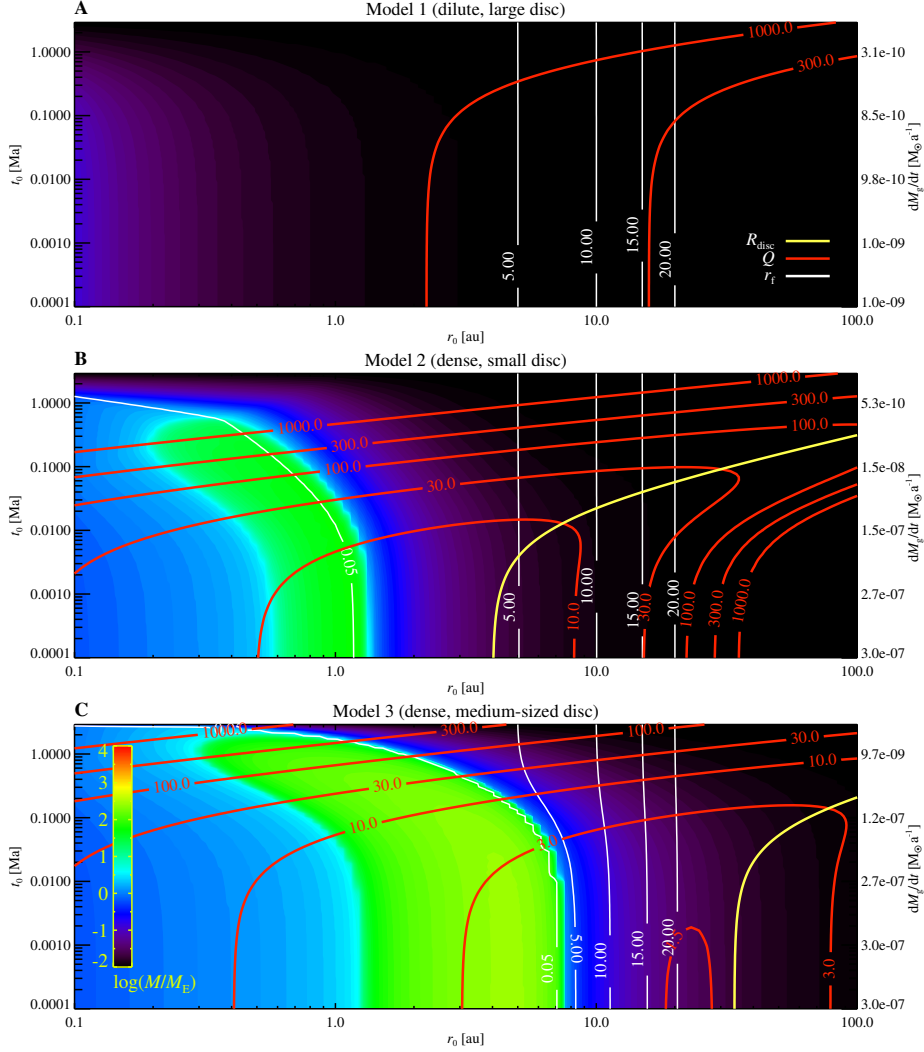 A
Model 1 (dilute, large disc)
t₀ [Ma]
1.0000
0.1000
0.0100
0.0010
0.0001
1000.0
300.0
5.00
10.00
15.00
20.00
R_disc
Q
r_f
3.1e-10
8.5e-10
9.8e-10
1.0e-09
1.0e-09
dM_g/dt [M⊙ a⁻¹]
0.1
1.0
10.0
100.0
r₀ [au]
B
Model 2 (dense, small disc)
t₀ [Ma]
1.0000
0.1000
0.0100
0.0010
0.0001
1000.0
300.0
100.0
30.0
1000.0
300.0
100.0
0.05
5.00
10.00
15.00
20.00
10.0
30.0
100.0
300.0
1000.0
5.3e-10
1.5e-08
1.5e-07
2.7e-07
3.0e-07
dM_g/dt [M⊙ a⁻¹]
0.1
1.0
10.0
100.0
r₀ [au]
C
Model 3 (dense, medium-sized disc)
t₀ [Ma]
1.0000
0.1000
0.0100
0.0010
0.0001
1000.0
300.0
100.0
30.0
10.0
100.0
30.0
10.0
3.0
0.05
5.00
10.00
15.00
20.00
3.0
4
3
2
1
0
-1
-2
log(M/M_E)
9.7e-09
1.2e-07
2.7e-07
3.0e-07
3.0e-07
dM_g/dt [M⊙ a⁻¹]
0.1
1.0
10.0
100.0
r₀ [au]